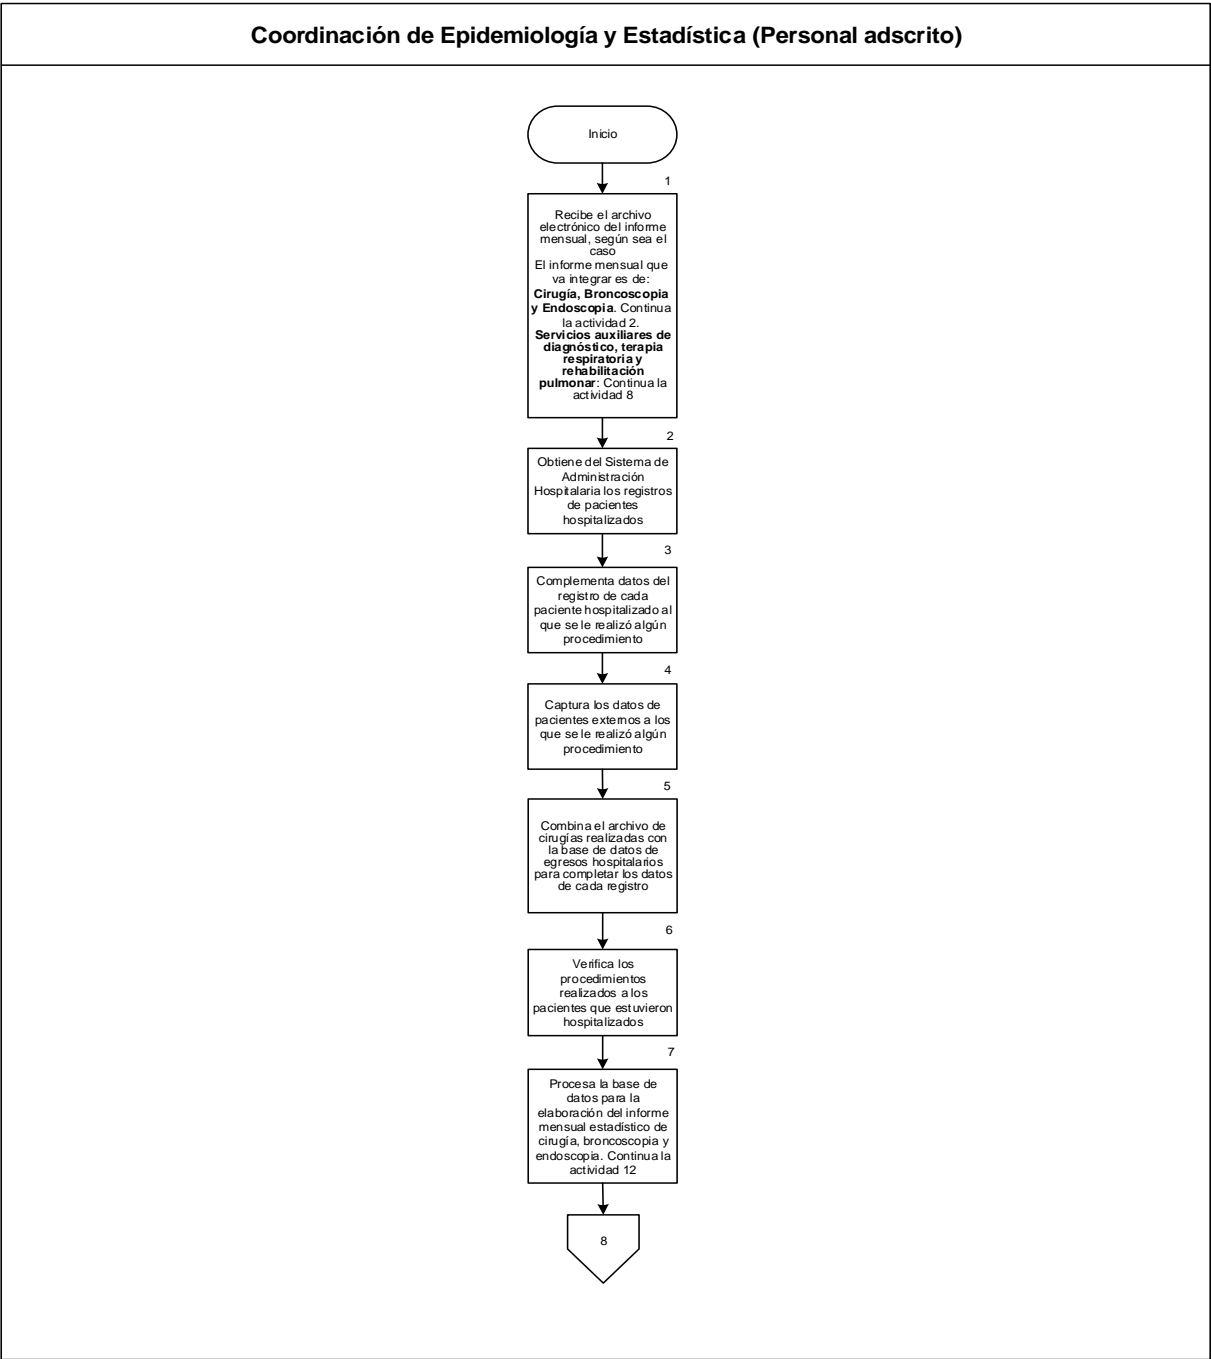 Coordinación de Epidemiología y Estadística (Personal adscrito)
Inicio
1
Recibe el archivo
electrónico del informe
mensual, según sea el
caso
El informe mensual que
va integrar es de:
Cirugía, Broncoscopia
y Endoscopia. Continua
la actividad 2.
Servicios auxiliares de
diagnóstico, terapia
respiratoria y
rehabilitación
pulmonar: Continua la
actividad 8
2
Obtiene del Sistema de
Administración
Hospitalaria los registros
de pacientes
hospitalizados
3
Complementa datos del
registro de cada
paciente hospitalizado al
que se le realizó algún
procedimiento
4
Captura los datos de
pacientes externos a los
que se le realizó algún
procedimiento
5
Combina el archivo de
cirugías realizadas con
la base de datos de
egresos hospitalarios
para completar los datos
de cada registro
6
Verifica los
procedimientos
realizados a los
pacientes que estuvieron
hospitalizados
7
Procesa la base de
datos para la
elaboración del informe
mensual estadístico de
cirugía, broncoscopia y
endoscopia. Continua la
actividad 12
8